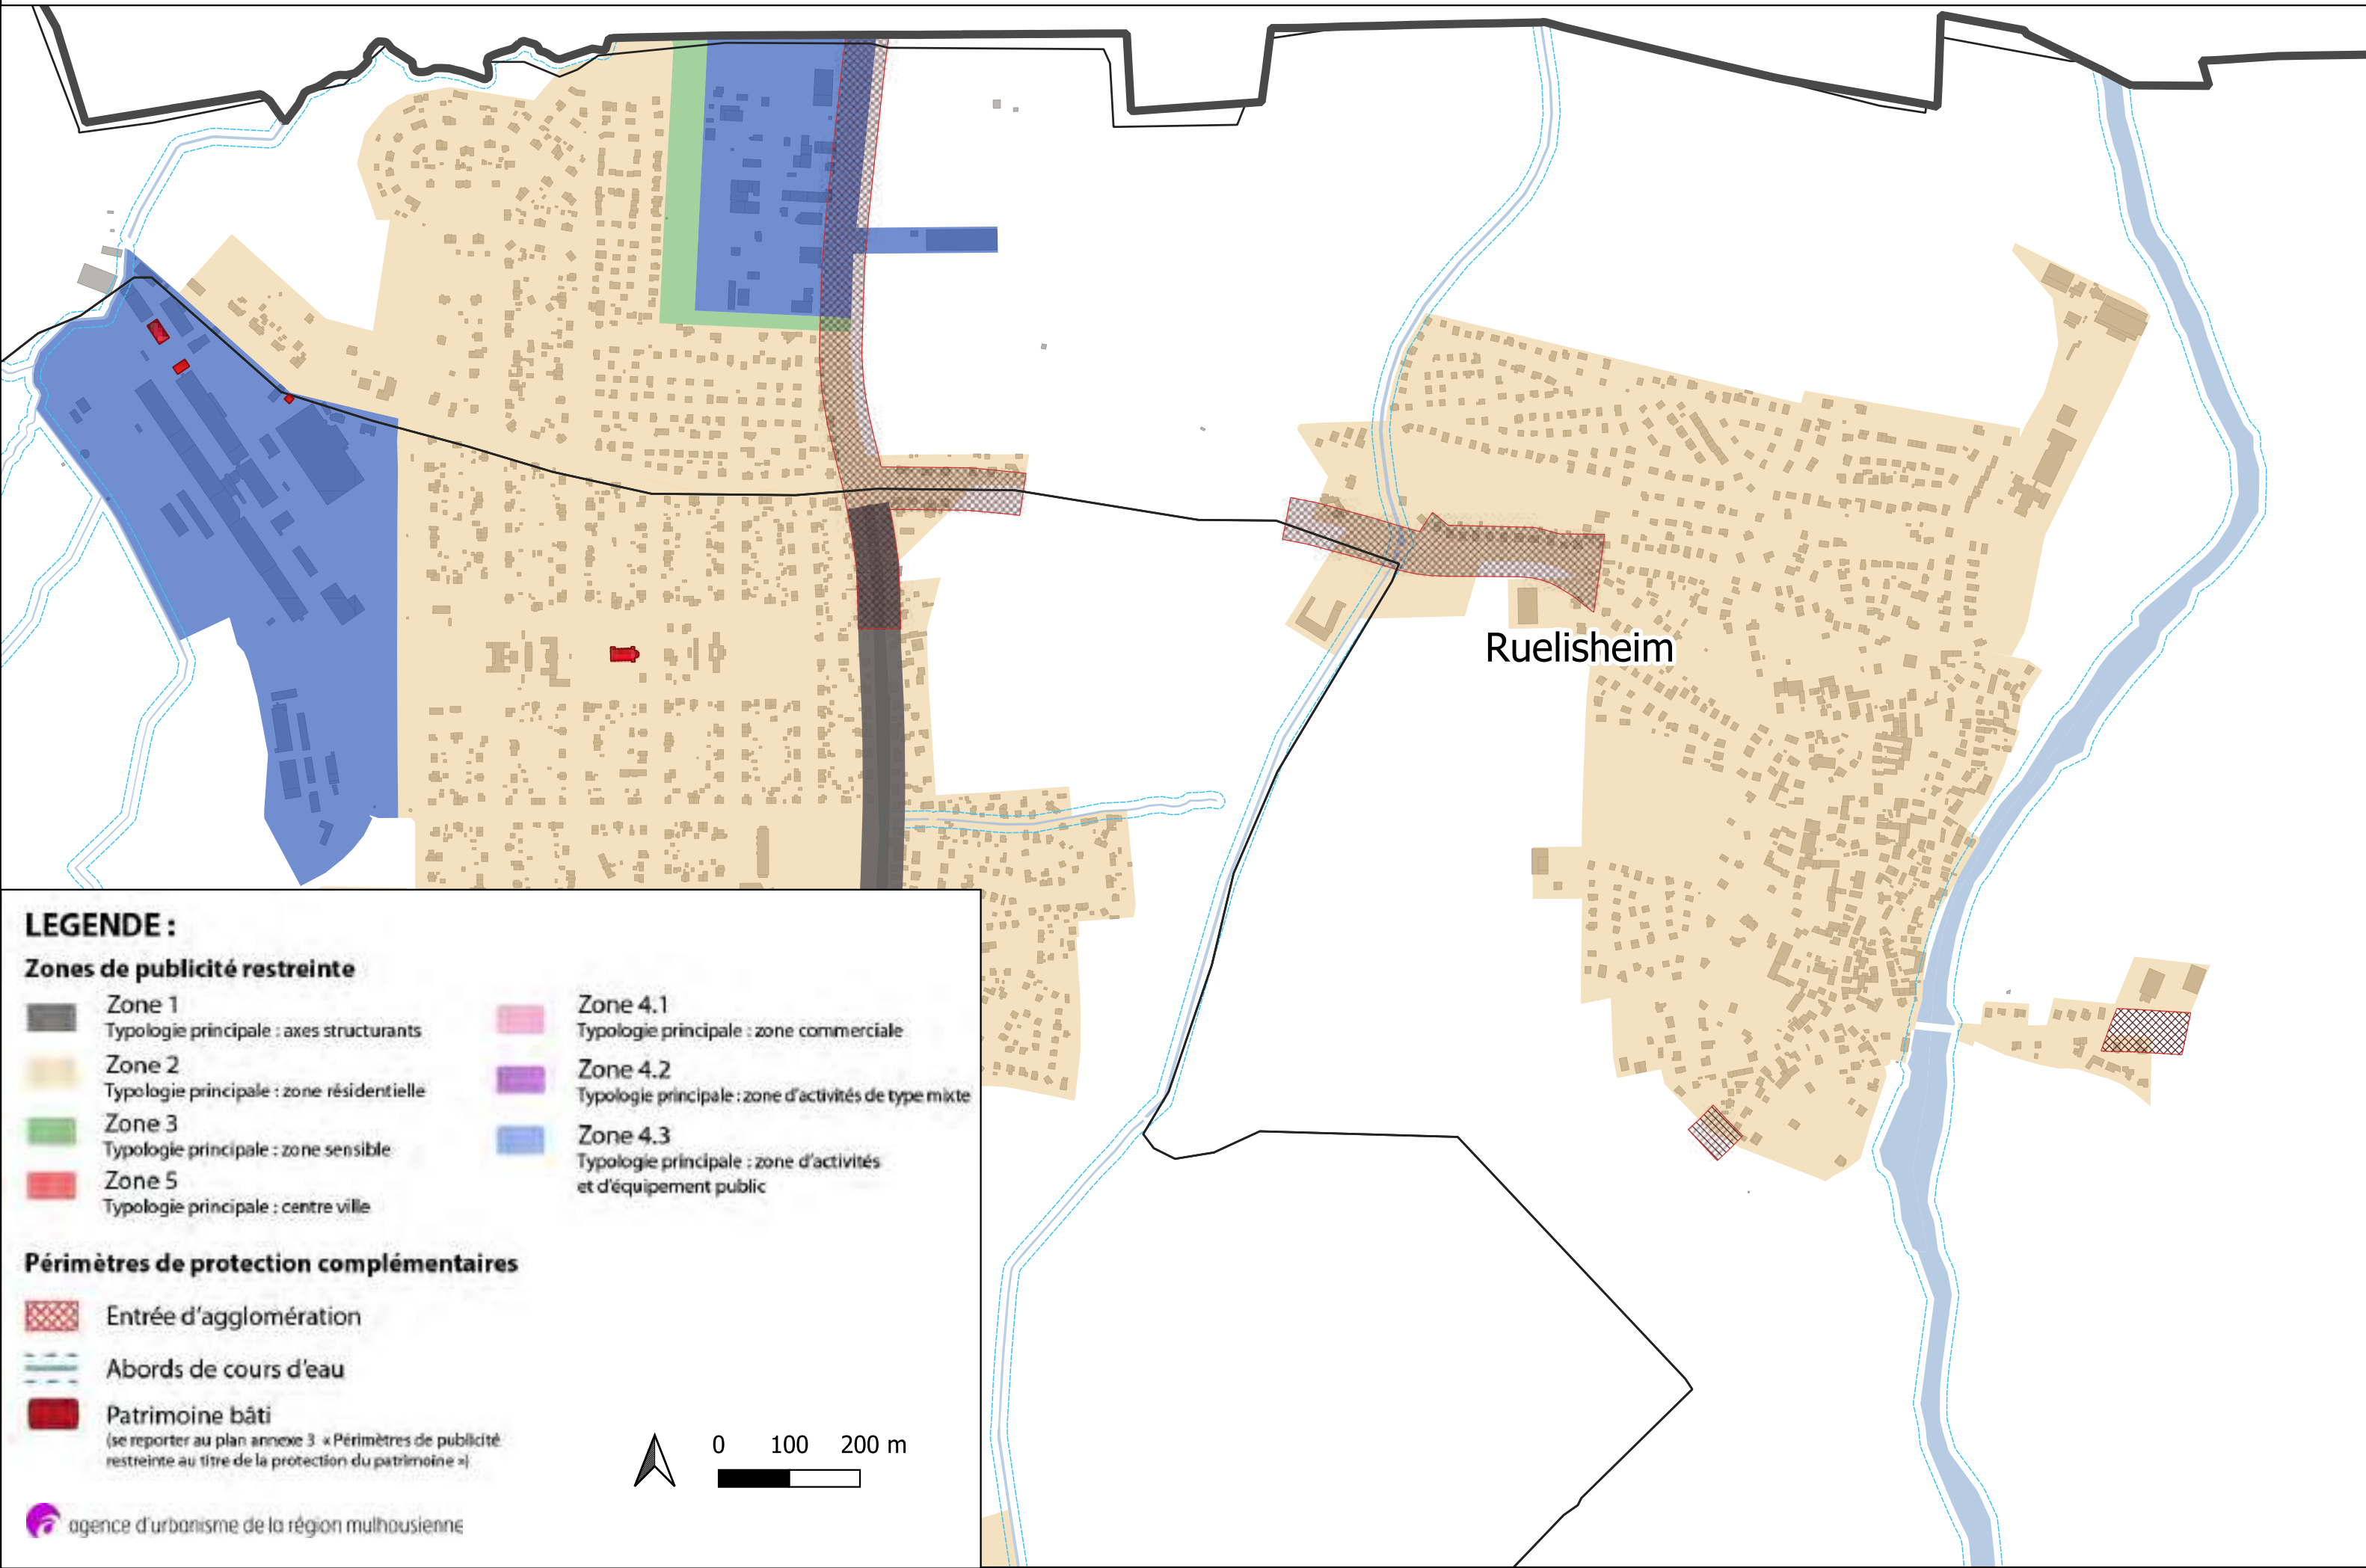 Ruelisheim
LEGENDE :
Zones de publicité restreinte
Zone 1
Typologie principale : axes structurants
Zone 2
Typologie principale : zone résidentielle
Zone 3
Typologie principale : zone sensible
Zone 5
Typologie principale : centre ville
Zone 4.1
Typologie principale : zone commerciale
Zone 4.2
Typologie principale : zone d'activités de type mixte
Zone 4.3
Typologie principale : zone d'activités
et d'équipement public
Périmètres de protection complémentaires
Entrée d'agglomération
Abords de cours d'eau
Patrimoine bâti
(se reporter au plan annexe 3 « Périmètres de publicité
restreinte au titre de la protection du patrimoine »)
0 100 200 m
agence d'urbanisme de la région mulhousienne